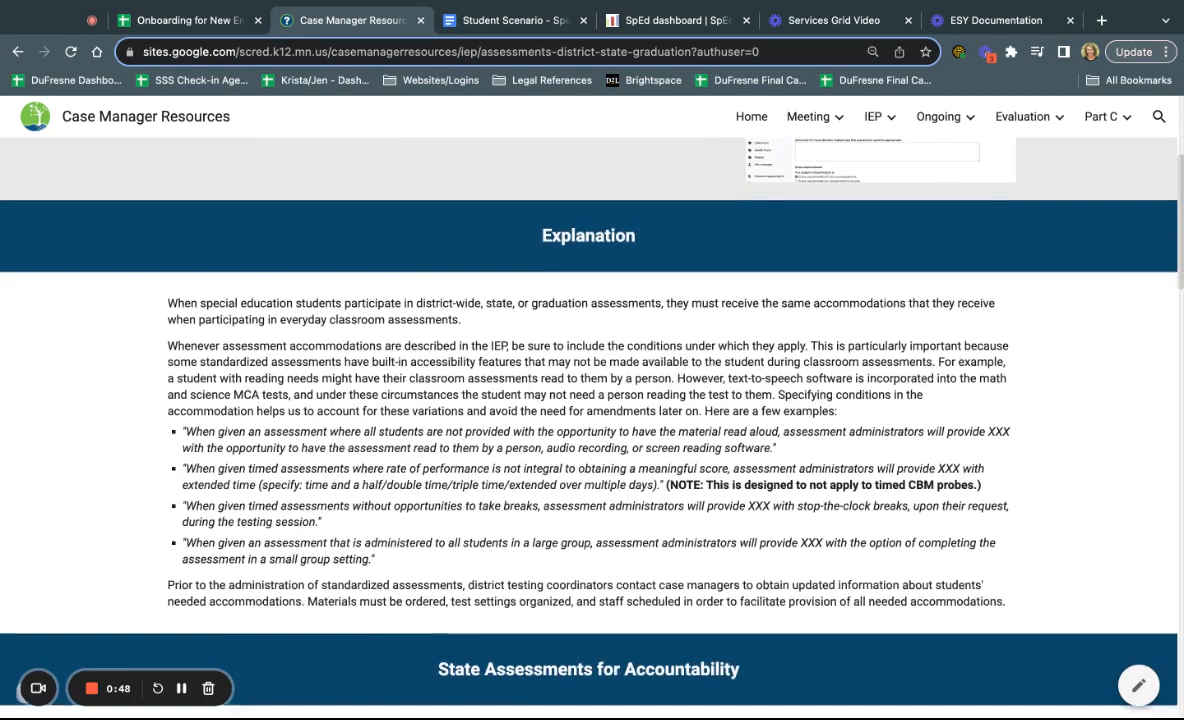 Onboarding for New En
Case Manager Resourc
Student Scenario - Spe
SpEd dashboard | SpEd
Services Grid Video
ESY Documentation
sites.google.com/scred.k12.mn.us/casemanagerresources/iep/assessments-district-state-graduation?authuser=0
3
Update
DuFresne Dashbo...
SSS Check-in Age...
Krista/Jen - Dash...
Websites/Logins
Legal References
D2L
Brightspace
DuFresne Final Ca...
DuFresne Final Ca...
All Bookmarks
Case Manager Resources
Home
Meeting
IEP
Ongoing
Evaluation
Part C
Explanation
When special education students participate in district-wide, state, or graduation assessments, they must receive the same accommodations that they receive
when participating in everyday classroom assessments.
Whenever assessment accommodations are described in the IEP, be sure to include the conditions under which they apply. This is particularly important because
some standardized assessments have built-in accessibility features that may not be made available to the student during classroom assessments. For example,
a student with reading needs might have their classroom assessments read to them by a person. However, text-to-speech software is incorporated into the math
and science MCA tests, and under these circumstances the student may not need a person reading the test to them. Specifying conditions in the
accommodation helps us to account for these variations and avoid the need for amendments later on. Here are a few examples:
▪ "When given an assessment where all students are not provided with the opportunity to have the material read aloud, assessment administrators will provide XXX
with the opportunity to have the assessment read to them by a person, audio recording, or screen reading software."
▪ "When given timed assessments where rate of performance is not integral to obtaining a meaningful score, assessment administrators will provide XXX with
extended time (specify: time and a half/double time/triple time/extended over multiple days)." (NOTE: This is designed to not apply to timed CBM probes.)
▪ "When given timed assessments without opportunities to take breaks, assessment administrators will provide XXX with stop-the-clock breaks, upon their request,
during the testing session."
▪ "When given an assessment that is administered to all students in a large group, assessment administrators will provide XXX with the option of completing the
assessment in a small group setting."
Prior to the administration of standardized assessments, district testing coordinators contact case managers to obtain updated information about students'
needed accommodations. Materials must be ordered, test settings organized, and staff scheduled in order to facilitate provision of all needed accommodations.
State Assessments for Accountability
0:48